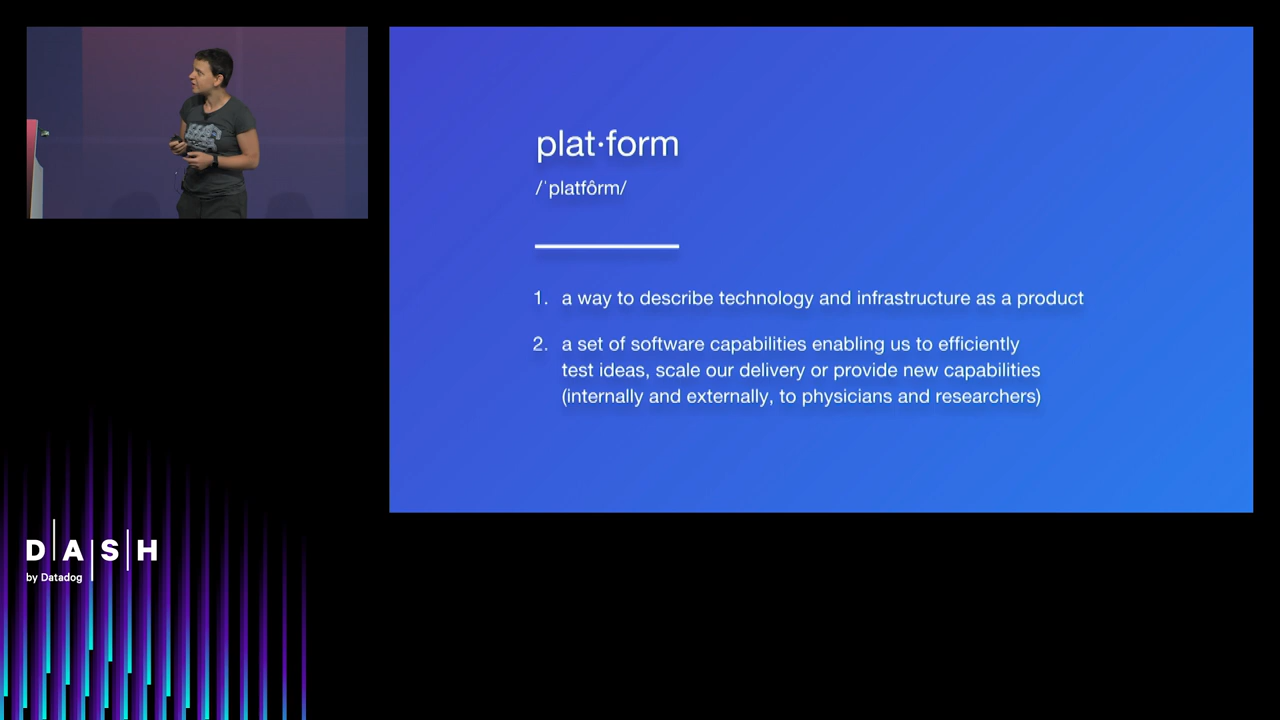 plat·form
/ˈplatfôrm/
1. a way to describe technology and infrastructure as a product
2. a set of software capabilities enabling us to efficiently
test ideas, scale our delivery or provide new capabilities
(internally and externally, to physicians and researchers)
DASH
by Datadog